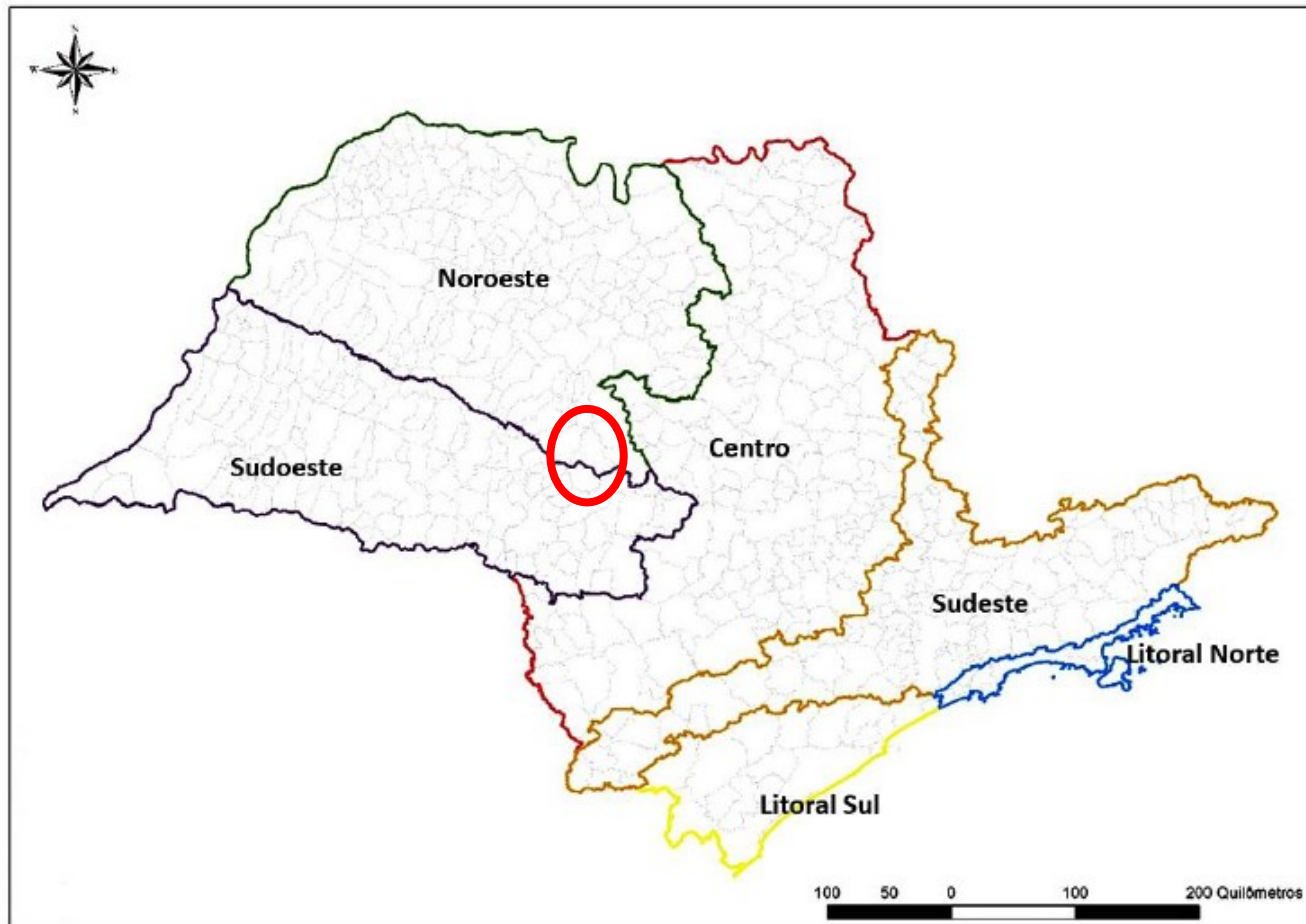 N
W E
S
Noroeste
Sudoeste
Centro
Sudeste
Litoral Norte
Litoral Sul
100 50 0 100 200 Quilômetros